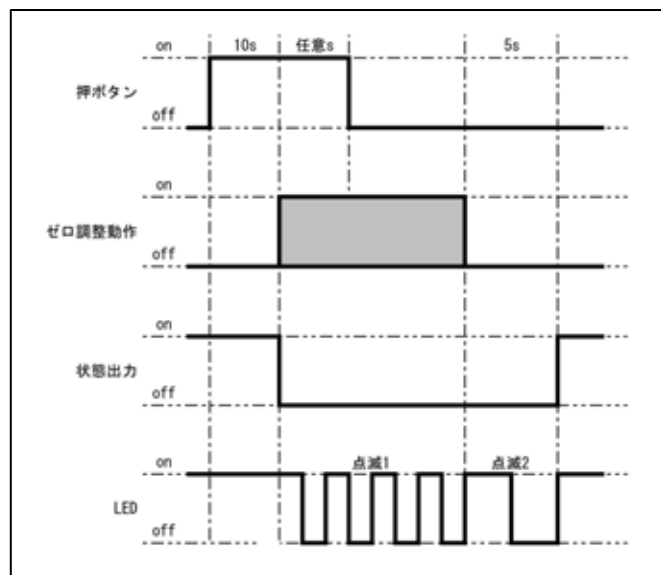 on 10s 任意s 5s
押ボタン
off
on
ゼロ調整動作
off
on
状態出力
off
on 点滅1 点滅2
LED
off